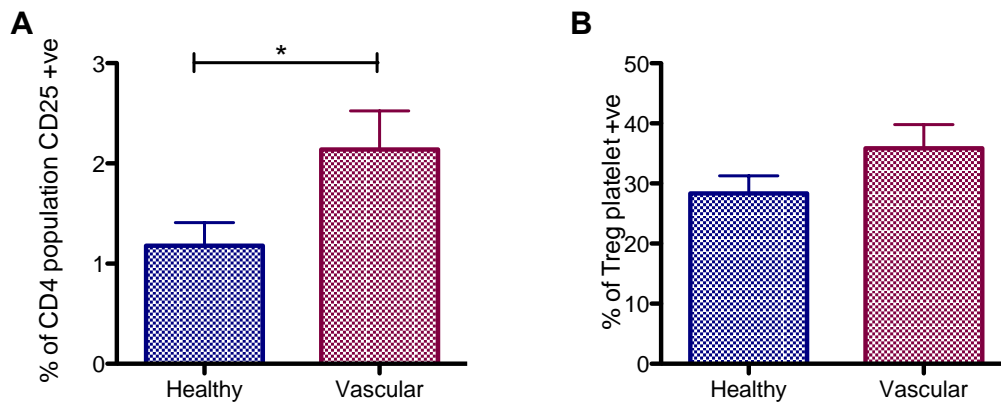 A
% of CD4 population CD25 +ve
3
2
1
0
*
Healthy
Vascular
B
% of Treg platelet +ve
50
40
30
20
10
0
Healthy
Vascular